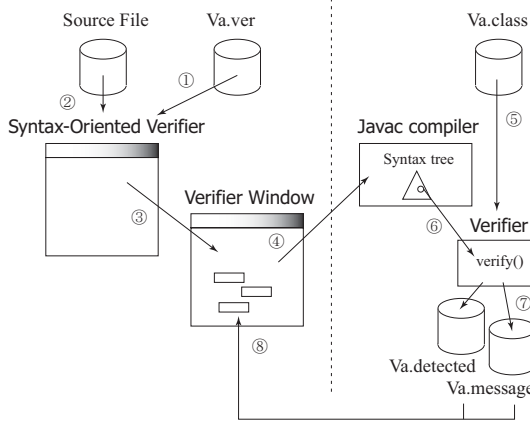 Source File
Va.ver
Va.class
①
②
⑤
Syntax-Oriented Verifier
Javac compiler
Syntax tree
Verifier Window
③
④
⑥
Verifier
verify()
⑦
⑧
Va.detected
Va.message